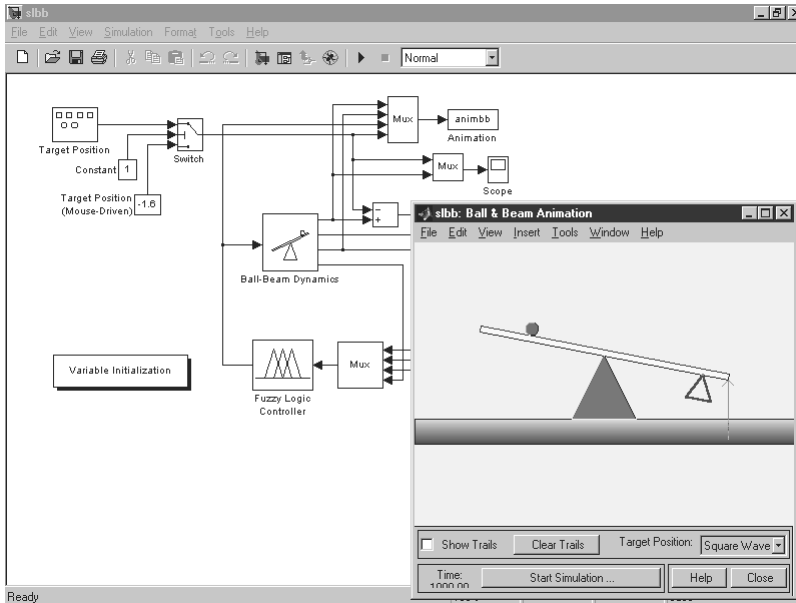 slbb
File Edit View Simulation Format Tools Help
Normal
Mux
animbb
Animation
Target Position
Switch
Constant
1
Mux
Scope
Target Position
(Mouse-Driven)
-1.6
−
+
slbb: Ball & Beam Animation
File Edit View Insert Tools Window Help
Ball-Beam Dynamics
Variable Initialization
Mux
Fuzzy Logic
Controller
Show Trails
Clear Trails
Target Position:
Square Wave
Time:
1000.00
Start Simulation ...
Help
Close
Ready